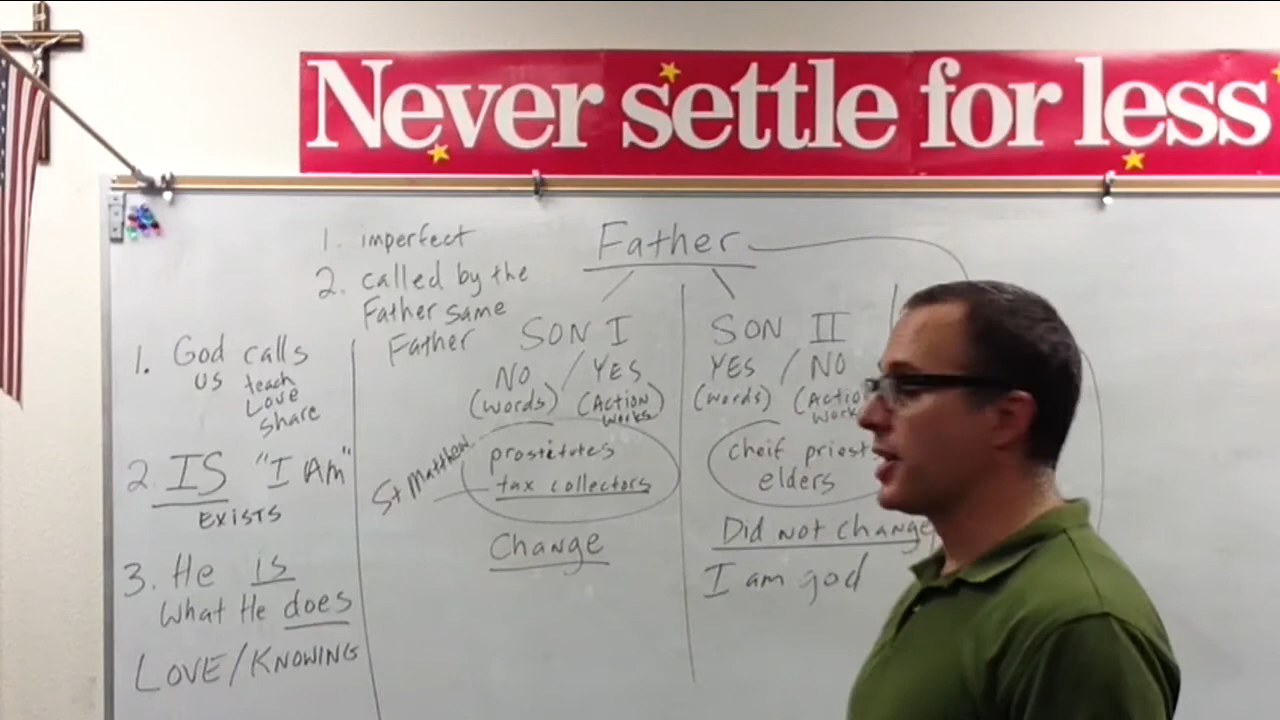 Never settle for less
1. imperfect
2. called by the
Father same
Father
Father
1. God calls
us teach
Love
share
2. IS "I AM"
EXISTS
3. He is
What He does
LOVE/KNOWING
SON I
NO / YES
(words) (ACTION)
works
St Matthew
prostitutes
tax collectors
Change
SON II
YES / NO
(words) (Actio
work
cheif priest
elders
Did not change
I am god